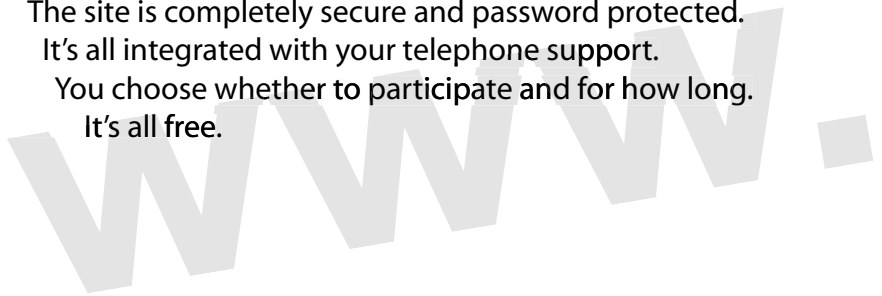 The site is completely secure and password protected.
It’s all integrated with your telephone support.
You choose whether to participate and for how long.
It’s all free.
www.